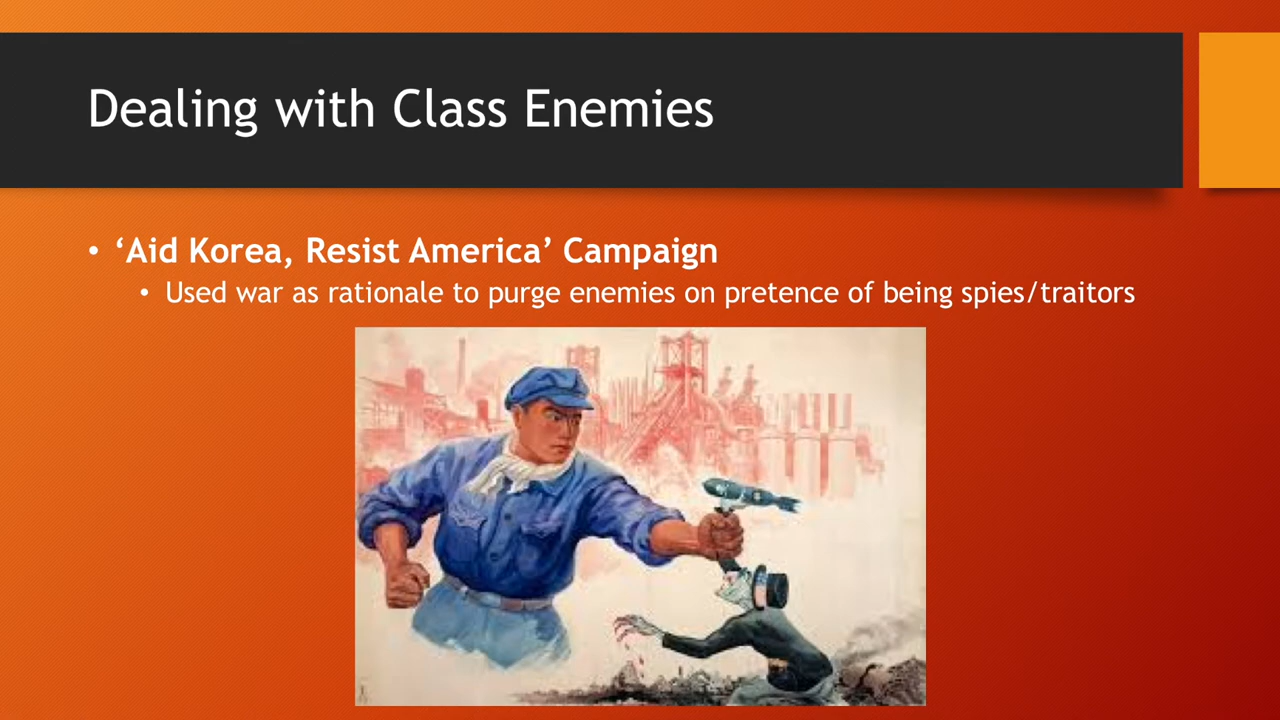 Dealing with Class Enemies
• ‘Aid Korea, Resist America’ Campaign
• Used war as rationale to purge enemies on pretence of being spies/traitors